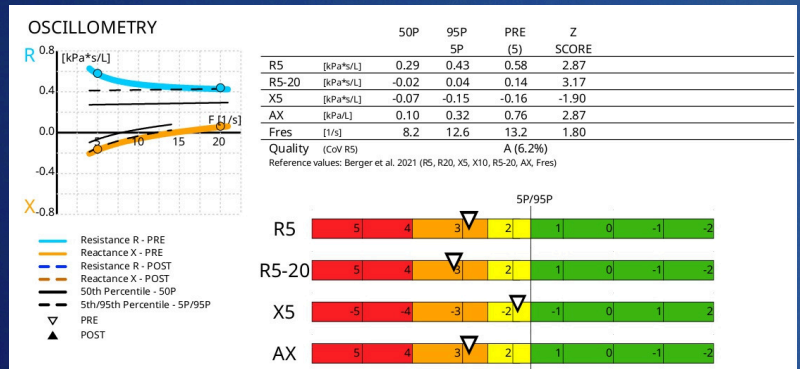 OSCILLOMETRY
R 0.8 [kPa*s/L]
0.4
F [1/s]
0.0
5 10 15 20
-0.4
X -0.8
Resistance R - PRE
Reactance X - PRE
Resistance R - POST
Reactance X - POST
50th Percentile - 50P
5th/95th Percentile - 5P/95P
PRE
POST
50P 95P PRE Z
5P (5) SCORE
R5 [kPa*s/L] 0.29 0.43 0.58 2.87
R5-20 [kPa*s/L] -0.02 0.04 0.14 3.17
X5 [kPa*s/L] -0.07 -0.15 -0.16 -1.90
AX [kPa/L] 0.10 0.32 0.76 2.87
Fres [1/s] 8.2 12.6 13.2 1.80
Quality (CoV R5) A (6.2%)
Reference values: Berger et al. 2021 (R5, R20, X5, X10, R5-20, AX, Fres)
5P/95P
R5 5 4 3 2 1 0 -1 -2
R5-20 5 4 3 2 1 0 -1 -2
X5 -5 -4 -3 -2 -1 0 1 2
AX 5 4 3 2 1 0 -1 -2